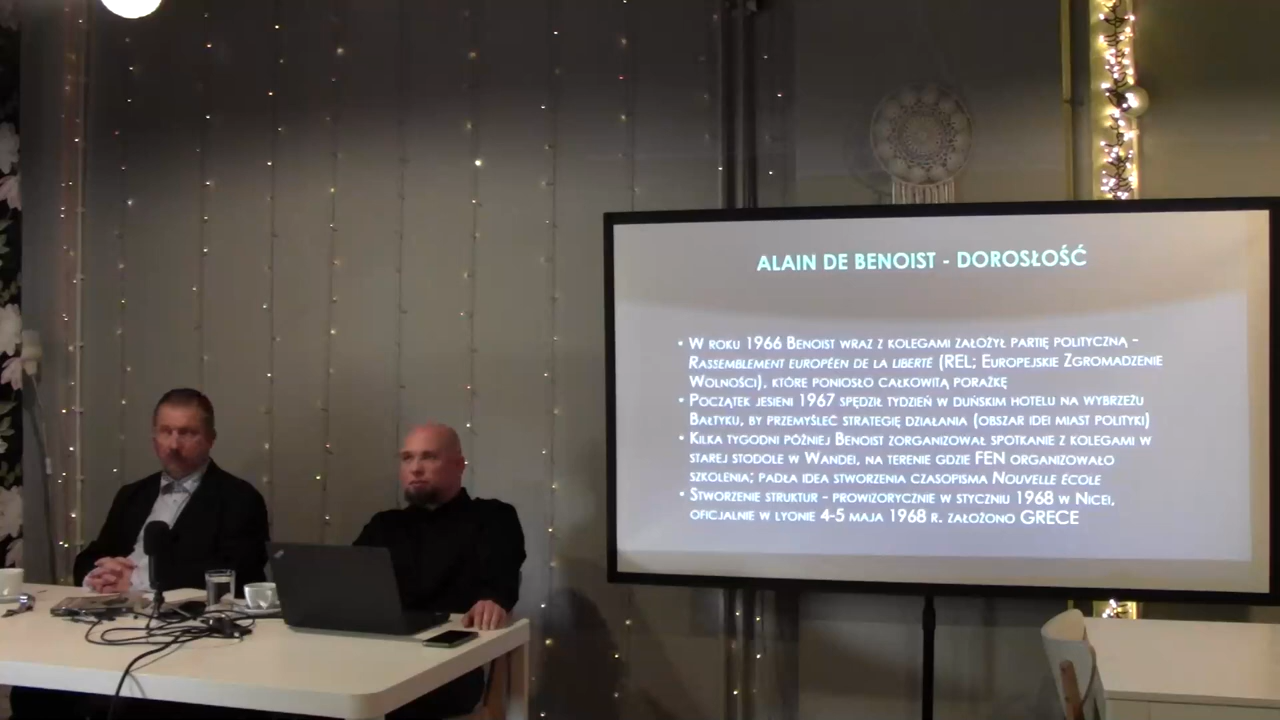 ALAIN DE BENOIST - DOROSŁOŚĆ
• W ROKU 1966 BENOIST WRAZ Z KOLEGAMI ZAŁOŻYŁ PARTIĘ POLITYCZNĄ –
RASSEMBLEMENT EUROPÉEN DE LA LIBERTÉ (REL; EUROPEJSKIE ZGROMADZENIE
WOLNOŚCI), KTÓRE PONIOSŁO CAŁKOWITĄ PORAŻKĘ
• POCZĄTEK JESIENI 1967 SPĘDZIŁ TYDZIEŃ W DUŃSKIM HOTELU NA WYBRZEŻU
BAŁTYKU, BY PRZEMYŚLEĆ STRATEGIĘ DZIAŁANIA (OBSZAR IDEI MIAST POLITYKI)
• KILKA TYGODNI PÓŹNIEJ BENOIST ZORGANIZOWAŁ SPOTKANIE Z KOLEGAMI W
STAREJ STODOLE W WANDEI, NA TERENIE GDZIE FEN ORGANIZOWAŁO
SZKOLENIA; PADŁA IDEA STWORZENIA CZASOPISMA NOUVELLE ÉCOLE
• STWORZENIE STRUKTUR – PROWIZORYCZNIE W STYCZNIU 1968 W NICEI,
OFICJALNIE W LYONIE 4-5 MAJA 1968 R. ZAŁOŻONO GRECE